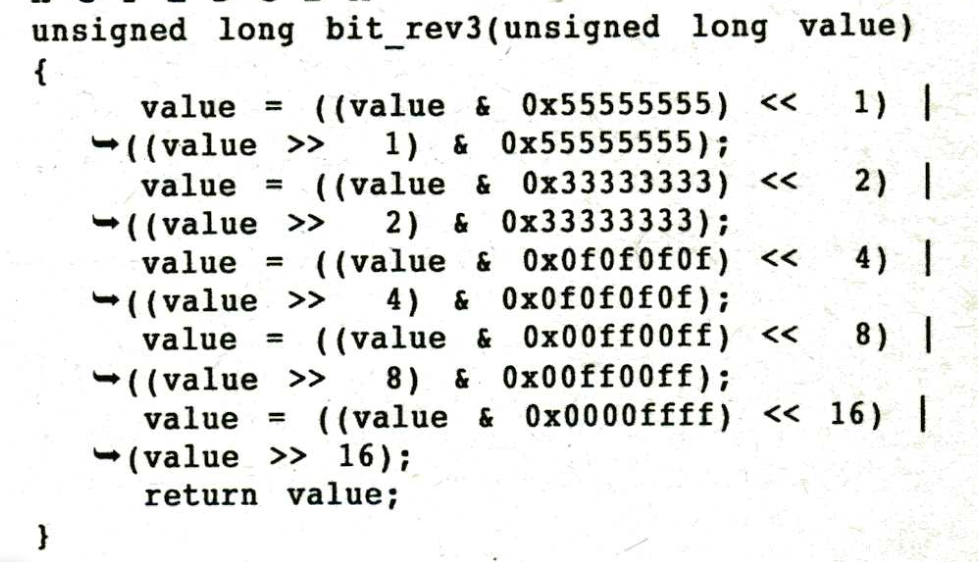 unsigned long bit_rev3(unsigned long value)
{
value = ((value & 0x55555555) << 1) |
➥((value >> 1) & 0x55555555);
value = ((value & 0x33333333) << 2) |
➥((value >> 2) & 0x33333333);
value = ((value & 0x0f0f0f0f) << 4) |
➥((value >> 4) & 0x0f0f0f0f);
value = ((value & 0x00ff00ff) << 8) |
➥((value >> 8) & 0x00ff00ff);
value = ((value & 0x0000ffff) << 16) |
➥(value >> 16);
return value;
}